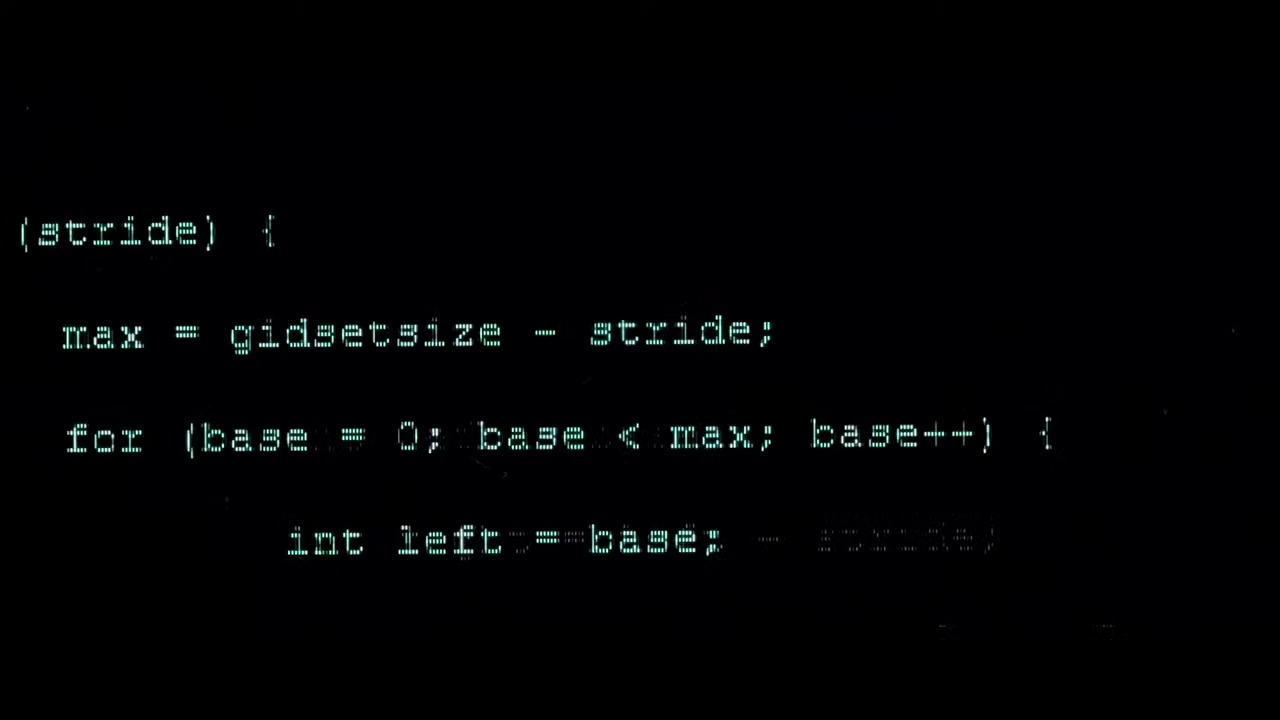 (stride) {
max = gidsetsize - stride;
for (base = 0; base < max; base++) {
int left = base;